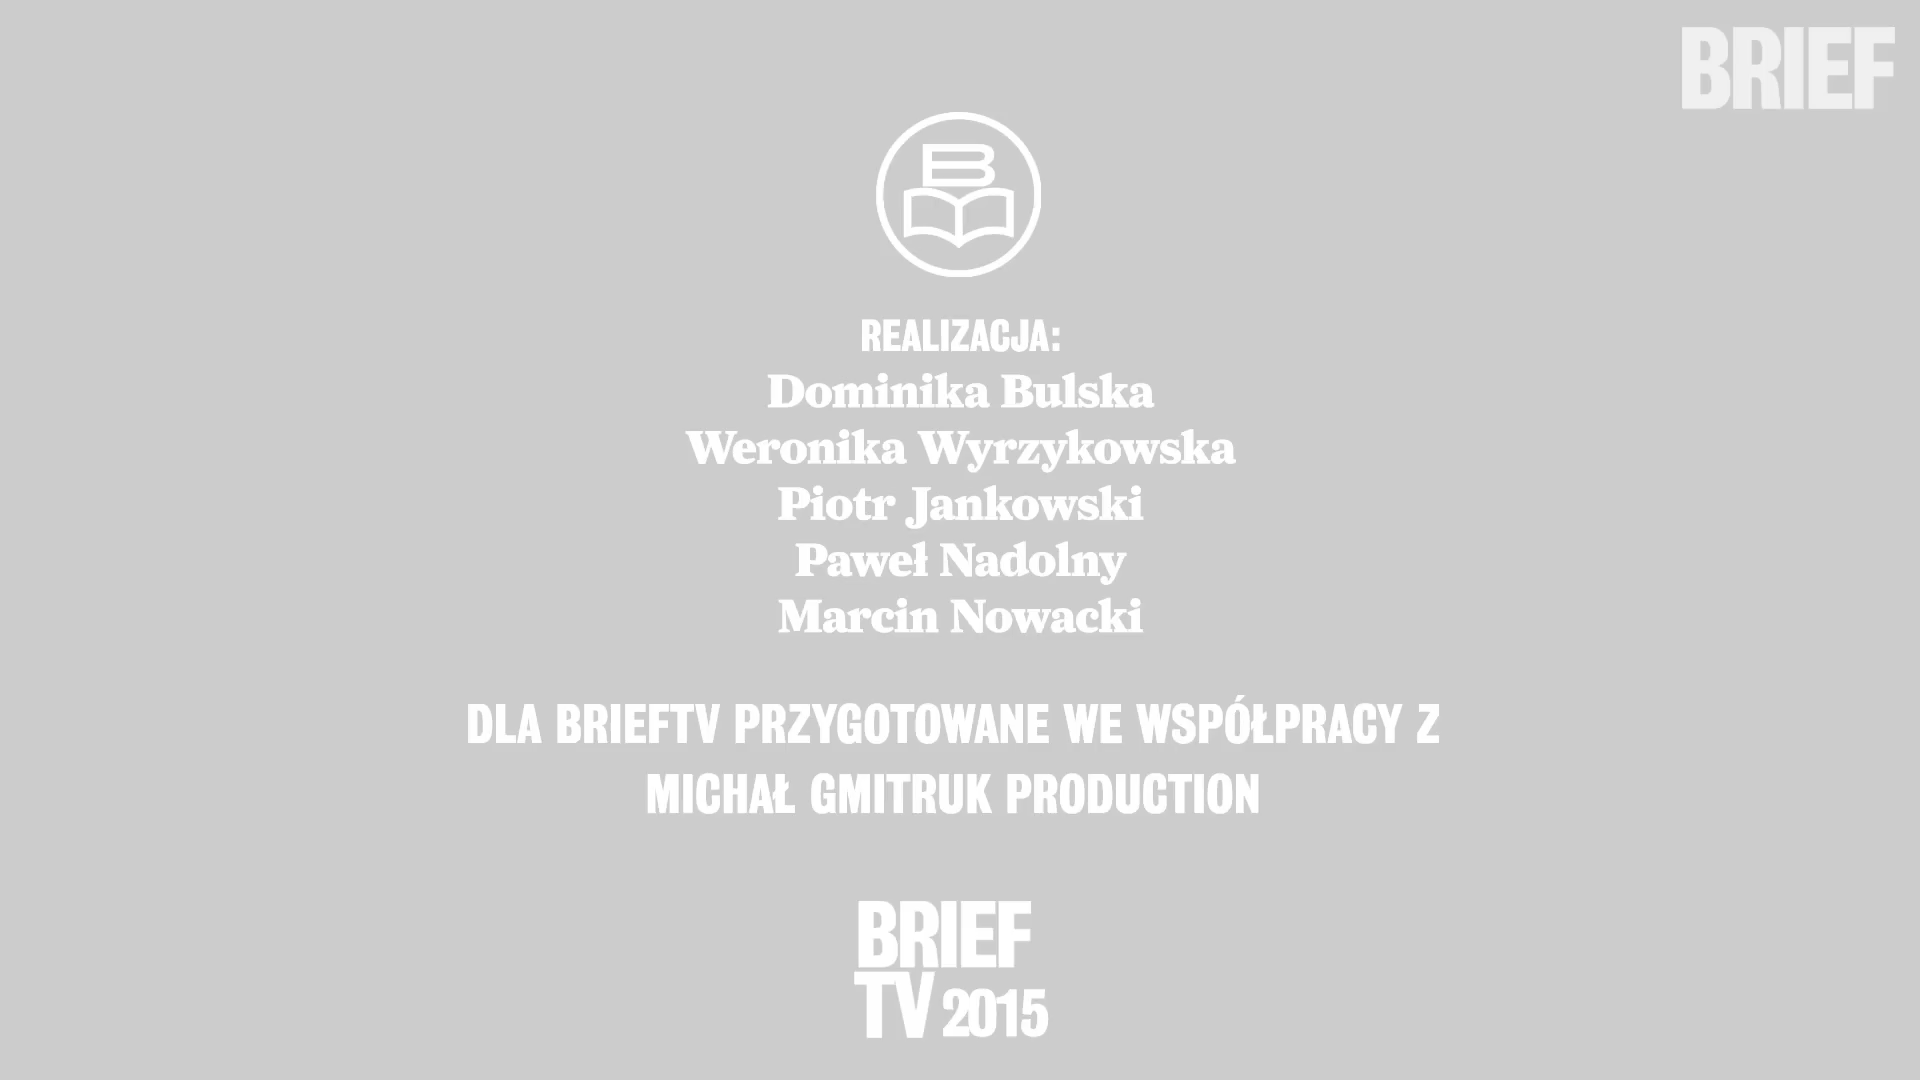 BRIEF
B
REALIZACJA:
Dominika Bulska
Weronika Wyrzykowska
Piotr Jankowski
Paweł Nadolny
Marcin Nowacki
DLA BRIEFTV PRZYGOTOWANE WE WSPÓŁPRACY Z
MICHAŁ GMITRUK PRODUCTION
BRIEF
TV 2015